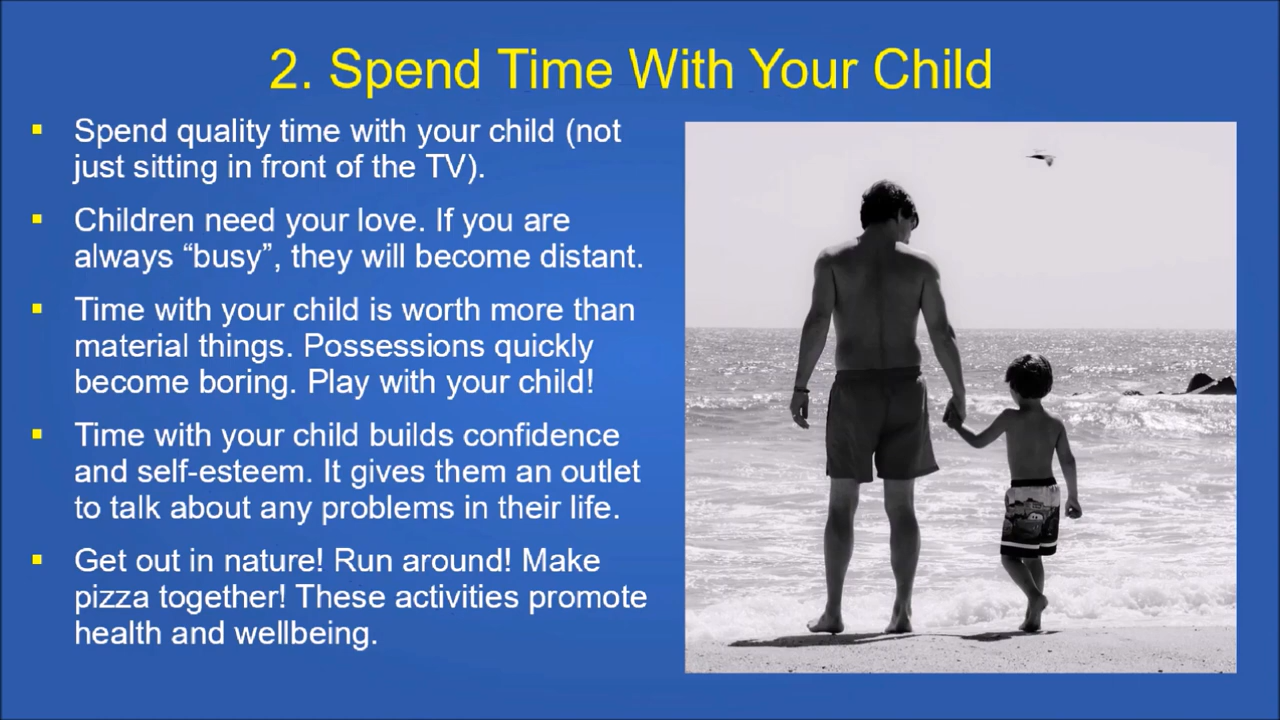 2. Spend Time With Your Child
▪ Spend quality time with your child (not
just sitting in front of the TV).
▪ Children need your love. If you are
always “busy”, they will become distant.
▪ Time with your child is worth more than
material things. Possessions quickly
become boring. Play with your child!
▪ Time with your child builds confidence
and self-esteem. It gives them an outlet
to talk about any problems in their life.
▪ Get out in nature! Run around! Make
pizza together! These activities promote
health and wellbeing.